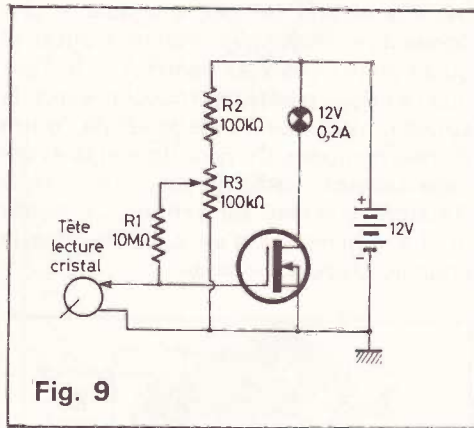 R2
100kΩ
12V
0,2A
R3
100kΩ
R1
10MΩ
+
12V
-
Tête
lecture
cristal
Fig. 9